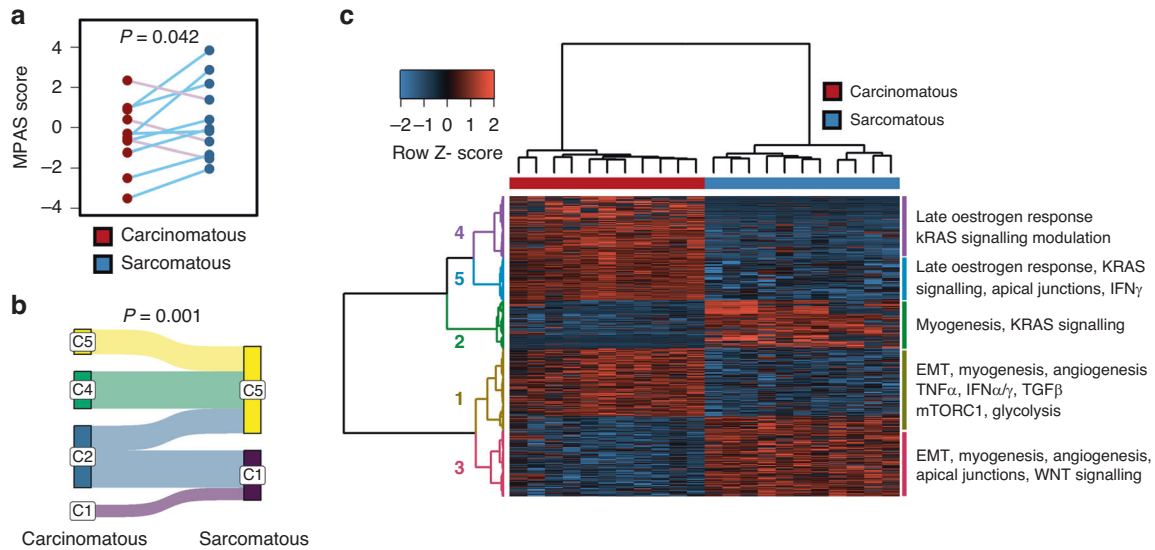 a
P = 0.042
MPAS score
4
2
0
−2
−4
Carcinomatous
Sarcomatous
b
P = 0.001
C5
C4
C2
C1
C5
C1
Carcinomatous
Sarcomatous
c
−2 −1 0 1 2
Row Z- score
Carcinomatous
Sarcomatous
4
5
2
1
3
Late oestrogen response
kRAS signalling modulation
Late oestrogen response, KRAS
signalling, apical junctions, IFNγ
Myogenesis, KRAS signalling
EMT, myogenesis, angiogenesis
TNFα, IFNα/γ, TGFβ
mTORC1, glycolysis
EMT, myogenesis, angiogenesis,
apical junctions, WNT signalling